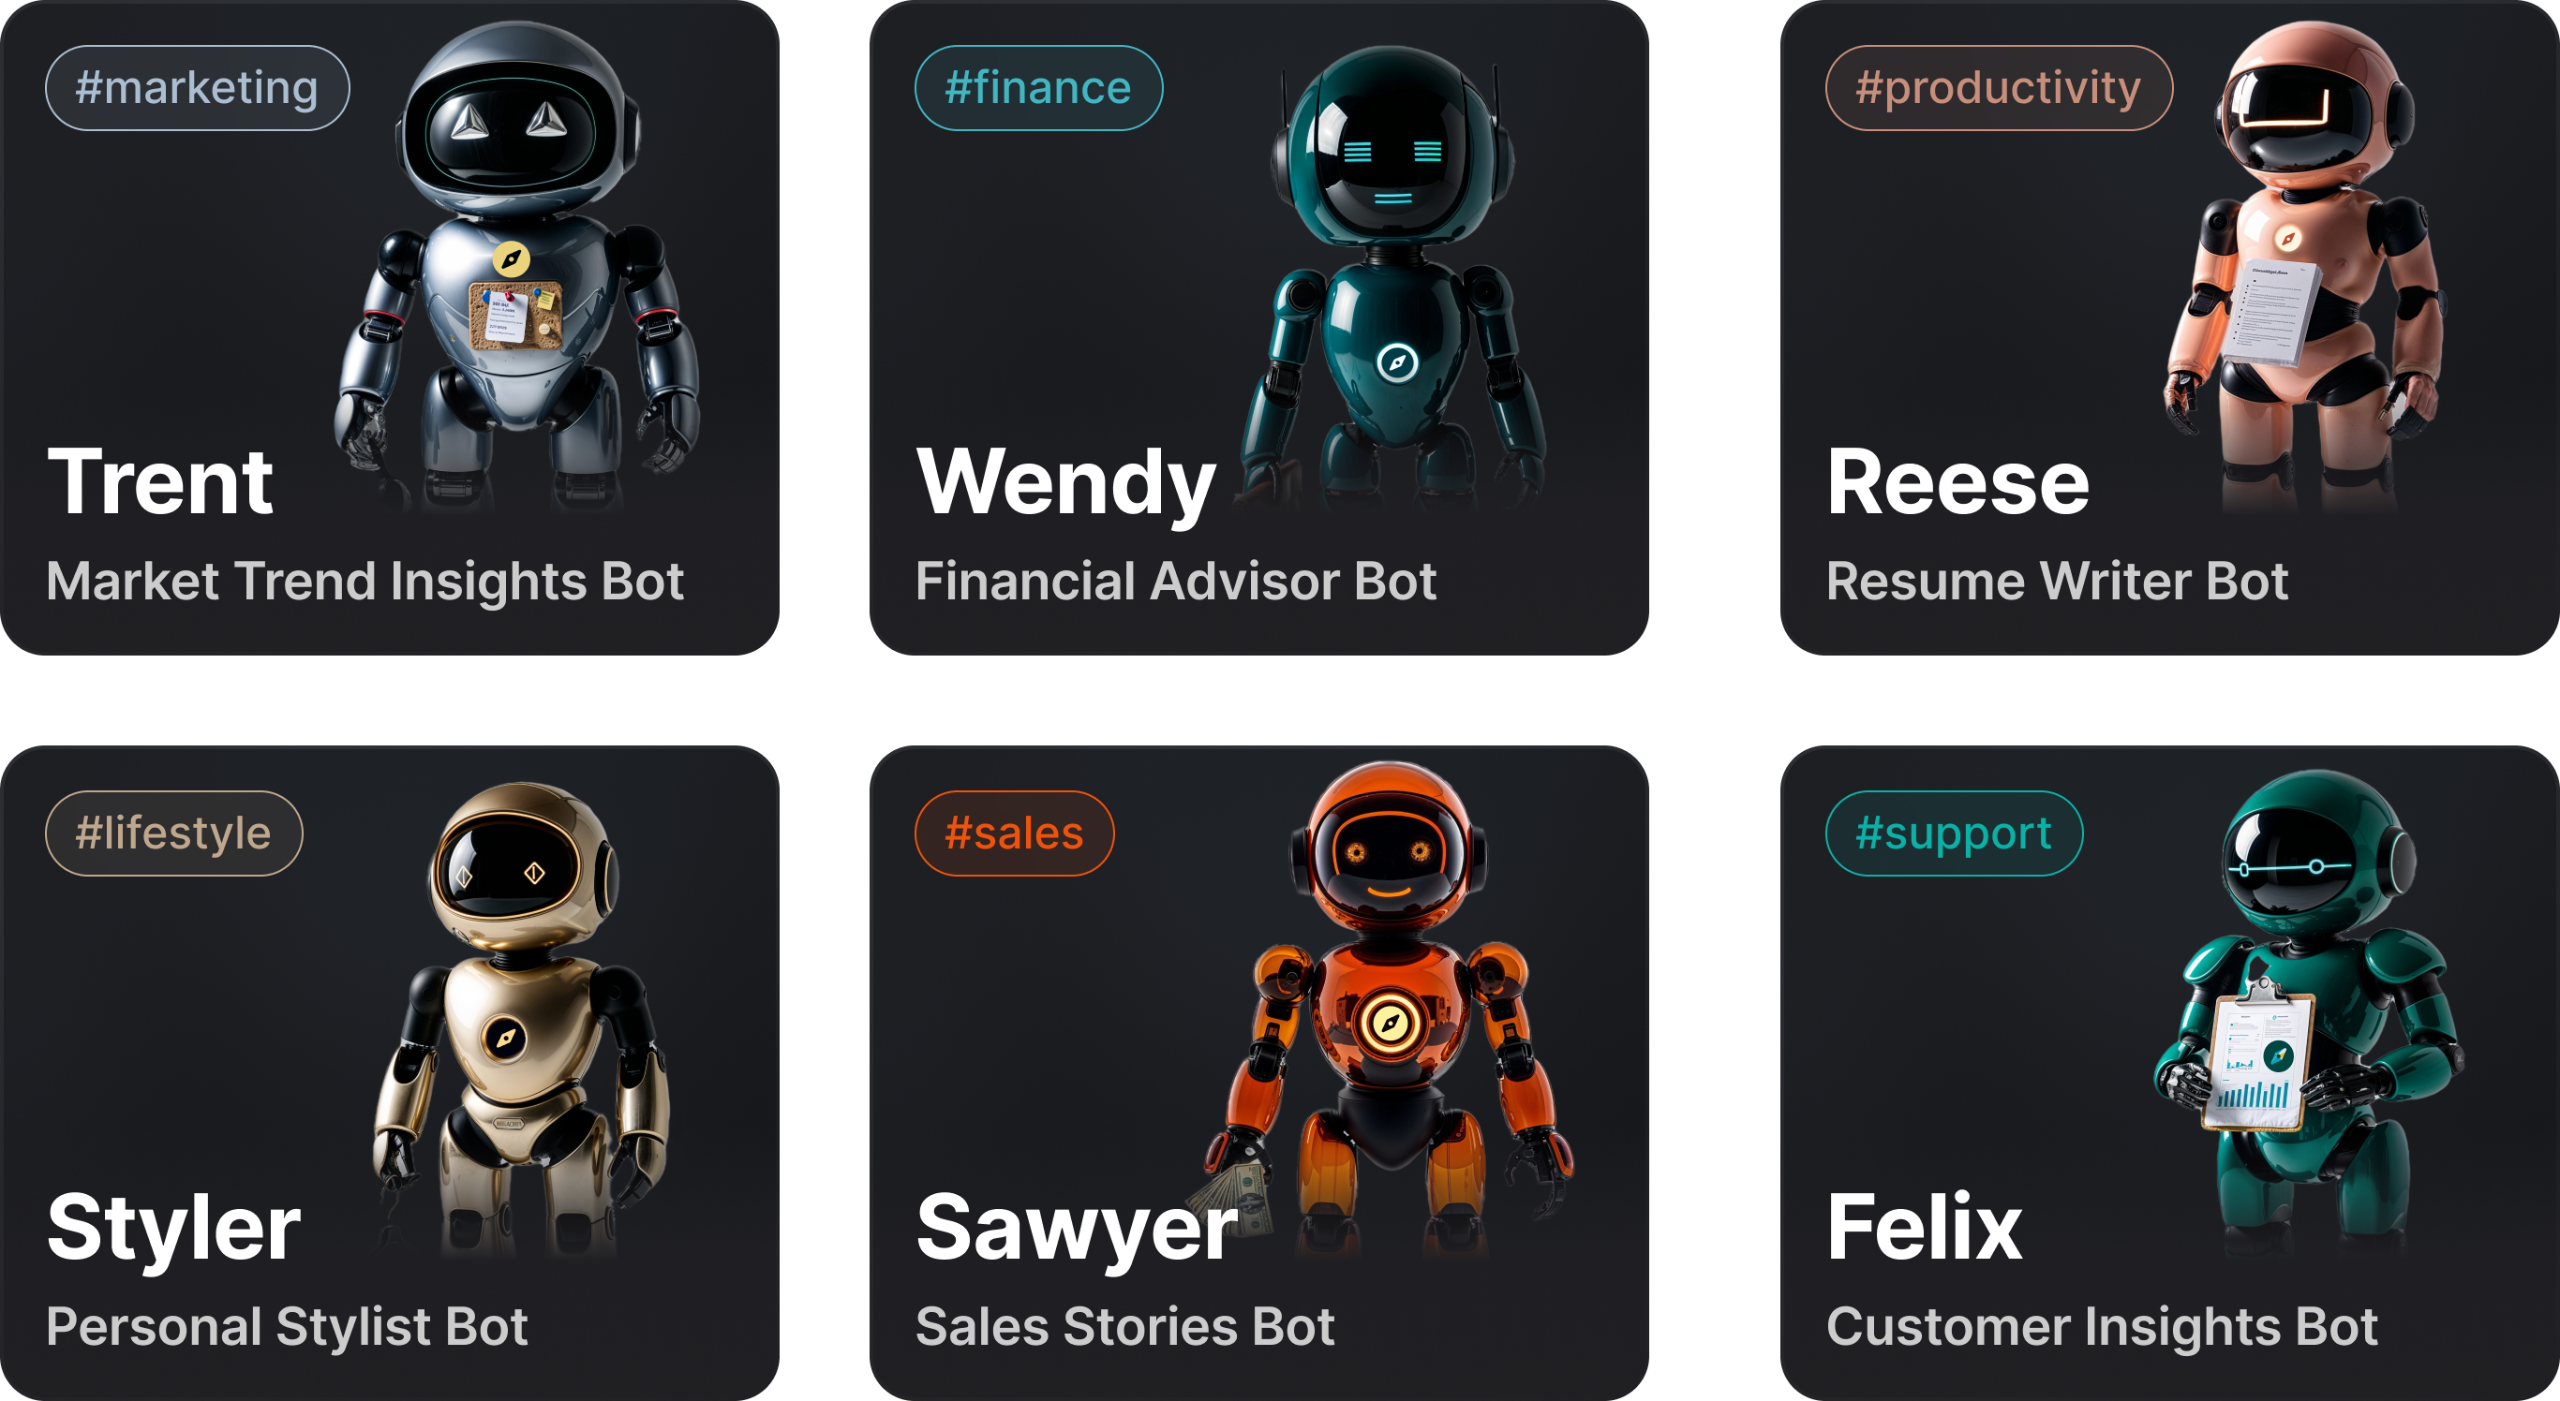 #marketing
Trent
Market Trend Insights Bot
#finance
Wendy
Financial Advisor Bot
#productivity
Reese
Resume Writer Bot
#lifestyle
Styler
Personal Stylist Bot
#sales
Sawyer
Sales Stories Bot
#support
Felix
Customer Insights Bot